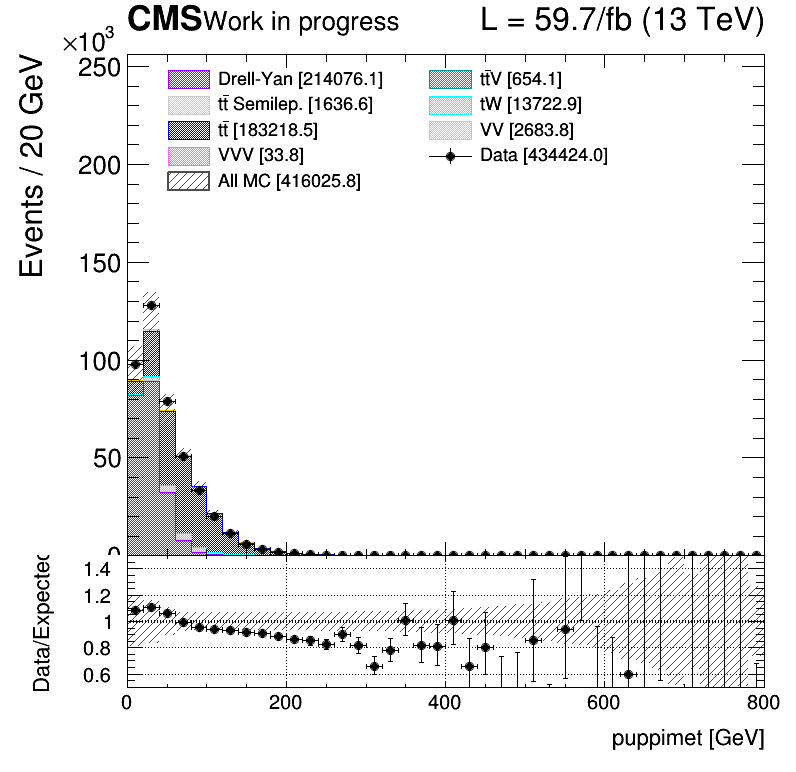 CMS Work in progress L = 59.7/fb (13 TeV)
×10³
Events / 20 GeV
250
200
150
100
50
0
Drell-Yan [214076.1]
tt̄ Semilep. [1636.6]
tt̄ [183218.5]
VVV [33.8]
All MC [416025.8]
tt̄V [654.1]
tW [13722.9]
VV [2683.8]
Data [434424.0]
Data/Expected
1.4
1.2
1
0.8
0.6
0 200 400 600 800
puppimet [GeV]